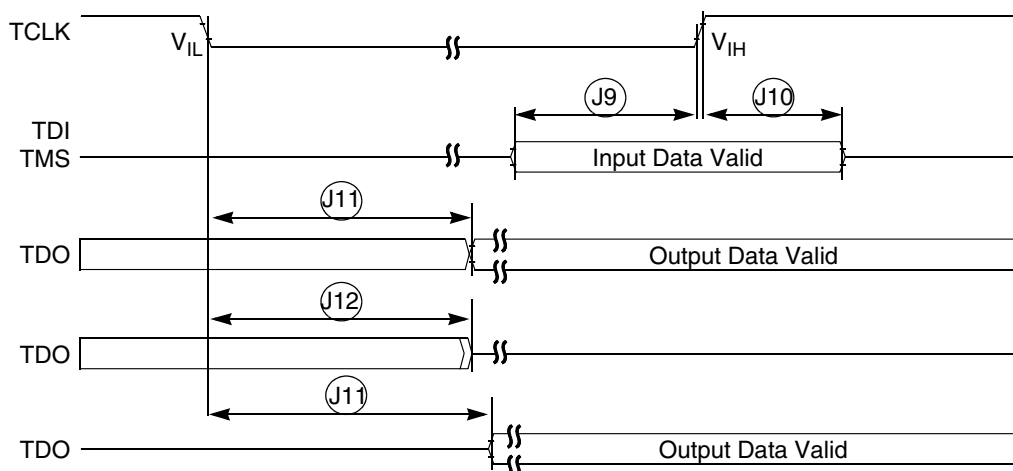 TCLK
VIL
VIH
J9
J10
TDI
TMS
Input Data Valid
J11
TDO
Output Data Valid
J12
TDO
J11
TDO
Output Data Valid